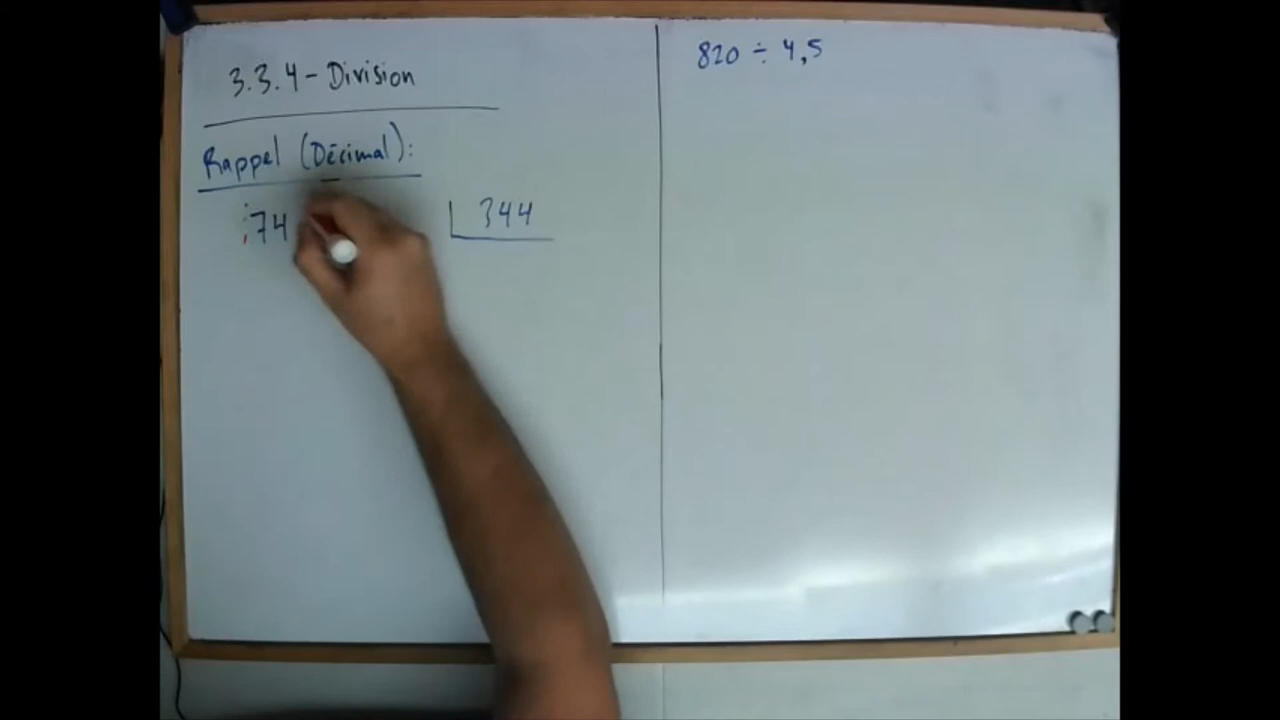 3.3.4 - Division
Rappel (Décimal):
74
344
820 ÷ 4,5